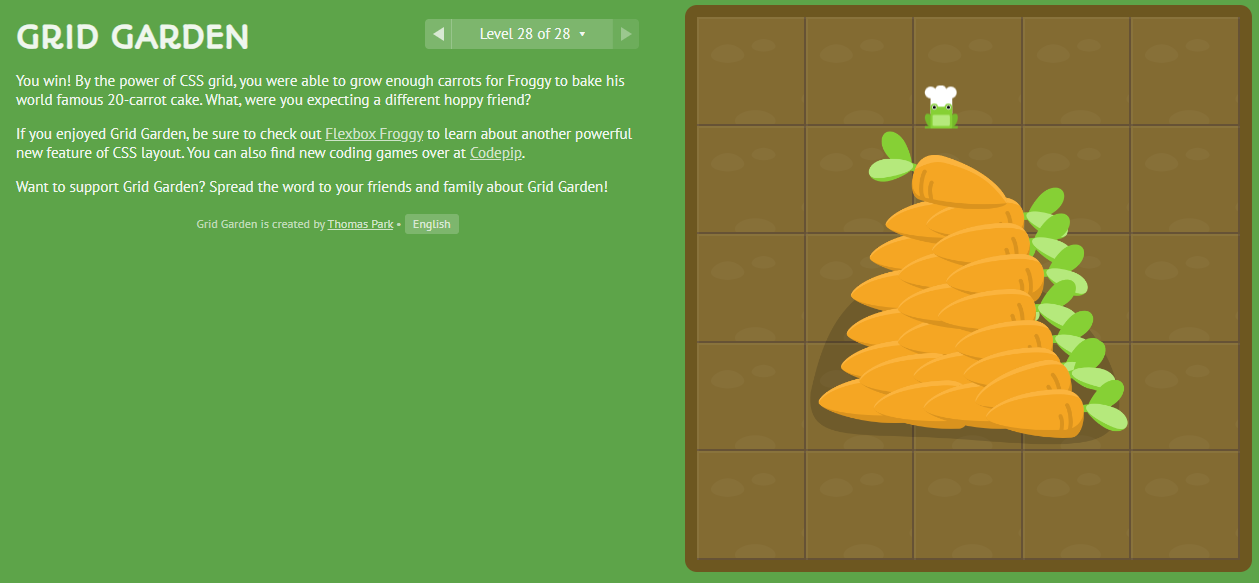 GRID GARDEN
Level 28 of 28
You win! By the power of CSS grid, you were able to grow enough carrots for Froggy to bake his
world famous 20-carrot cake. What, were you expecting a different hoppy friend?
If you enjoyed Grid Garden, be sure to check out Flexbox Froggy to learn about another powerful
new feature of CSS layout. You can also find new coding games over at Codepip.
Want to support Grid Garden? Spread the word to your friends and family about Grid Garden!
Grid Garden is created by Thomas Park • English